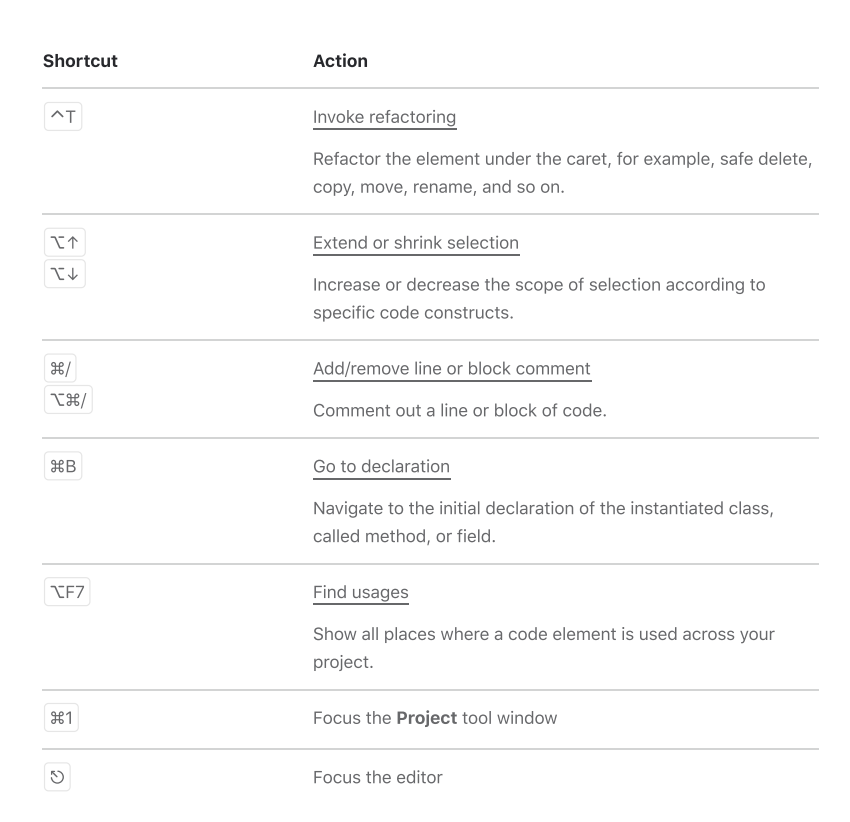 Shortcut Action
⌃T Invoke refactoring
Refactor the element under the caret, for example, safe delete,
copy, move, rename, and so on.
⌥↑ Extend or shrink selection
⌥↓
Increase or decrease the scope of selection according to
specific code constructs.
⌘/ Add/remove line or block comment
⌥⌘/
Comment out a line or block of code.
⌘B Go to declaration
Navigate to the initial declaration of the instantiated class,
called method, or field.
⌥F7 Find usages
Show all places where a code element is used across your
project.
⌘1 Focus the Project tool window
⎋ Focus the editor